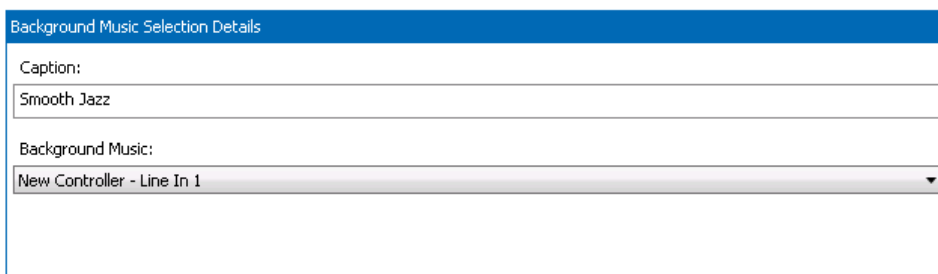 Background Music Selection Details
Caption:
Smooth Jazz
Background Music:
New Controller - Line In 1